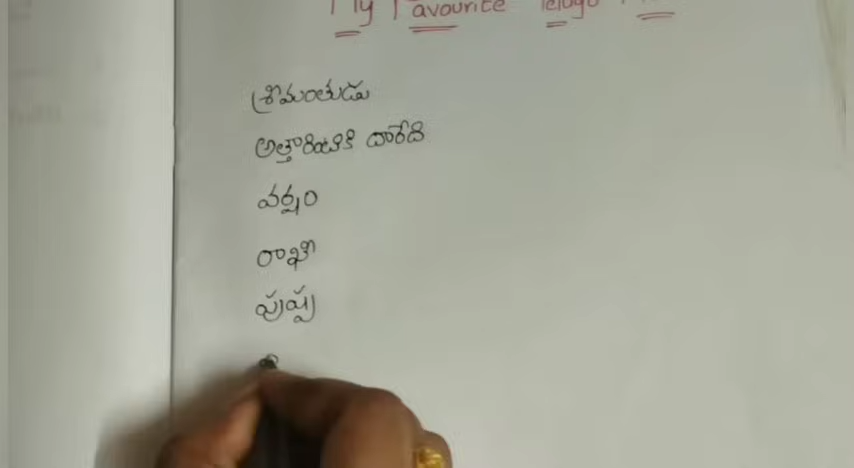 My Favourite Telugu
శ్రీమంతుడు
అత్తారింటికి దారేది
వర్షం
రాఖీ
పుష్ప